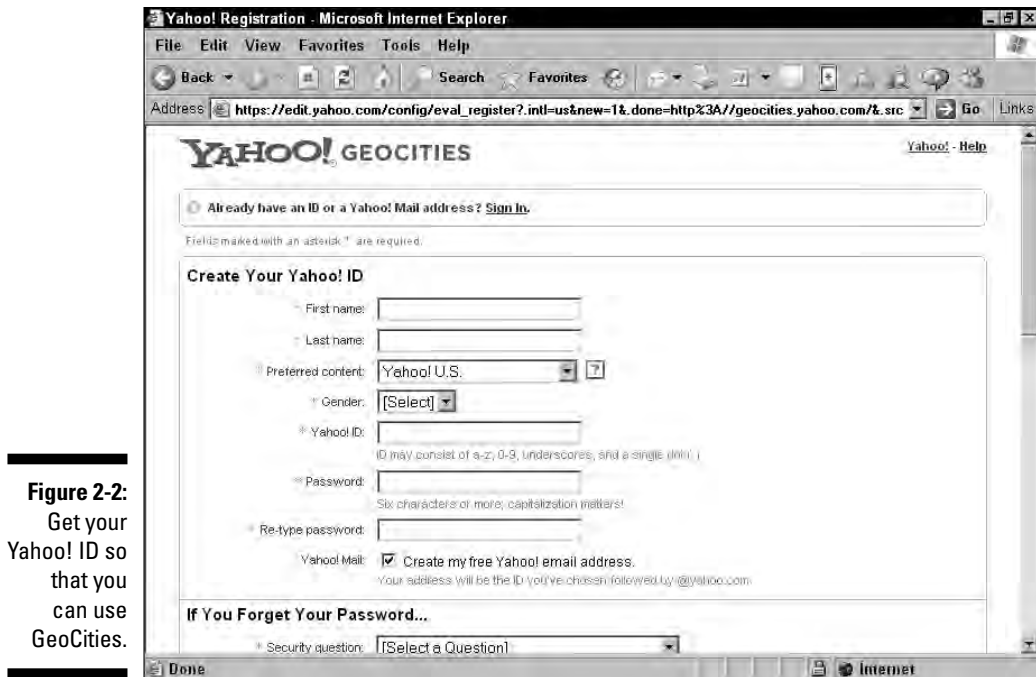 Yahoo! Registration - Microsoft Internet Explorer
File Edit View Favorites Tools Help
Back Search Favorites
Address https://edit.yahoo.com/config/eval_register?.intl=us&new=1&.done=http%3A//geocities.yahoo.com/&.src Go Links
YAHOO! GEOCITIES
Yahoo! - Help
Already have an ID or a Yahoo! Mail address? Sign In.
Fields marked with an asterisk * are required.
Create Your Yahoo! ID
* First name:
* Last name:
* Preferred content: Yahoo! U.S. ?
* Gender: [Select]
* Yahoo! ID:
ID may consist of a-z, 0-9, underscores, and a single dot (.)
* Password:
Six characters or more; capitalization matters!
* Re-type password:
Yahoo! Mail: Create my free Yahoo! email address.
Your address will be the ID you've chosen followed by @yahoo.com
If You Forget Your Password...
* Security question: [Select a Question]
Done Internet
Figure 2-2:
Get your
Yahoo! ID so
that you
can use
GeoCities.